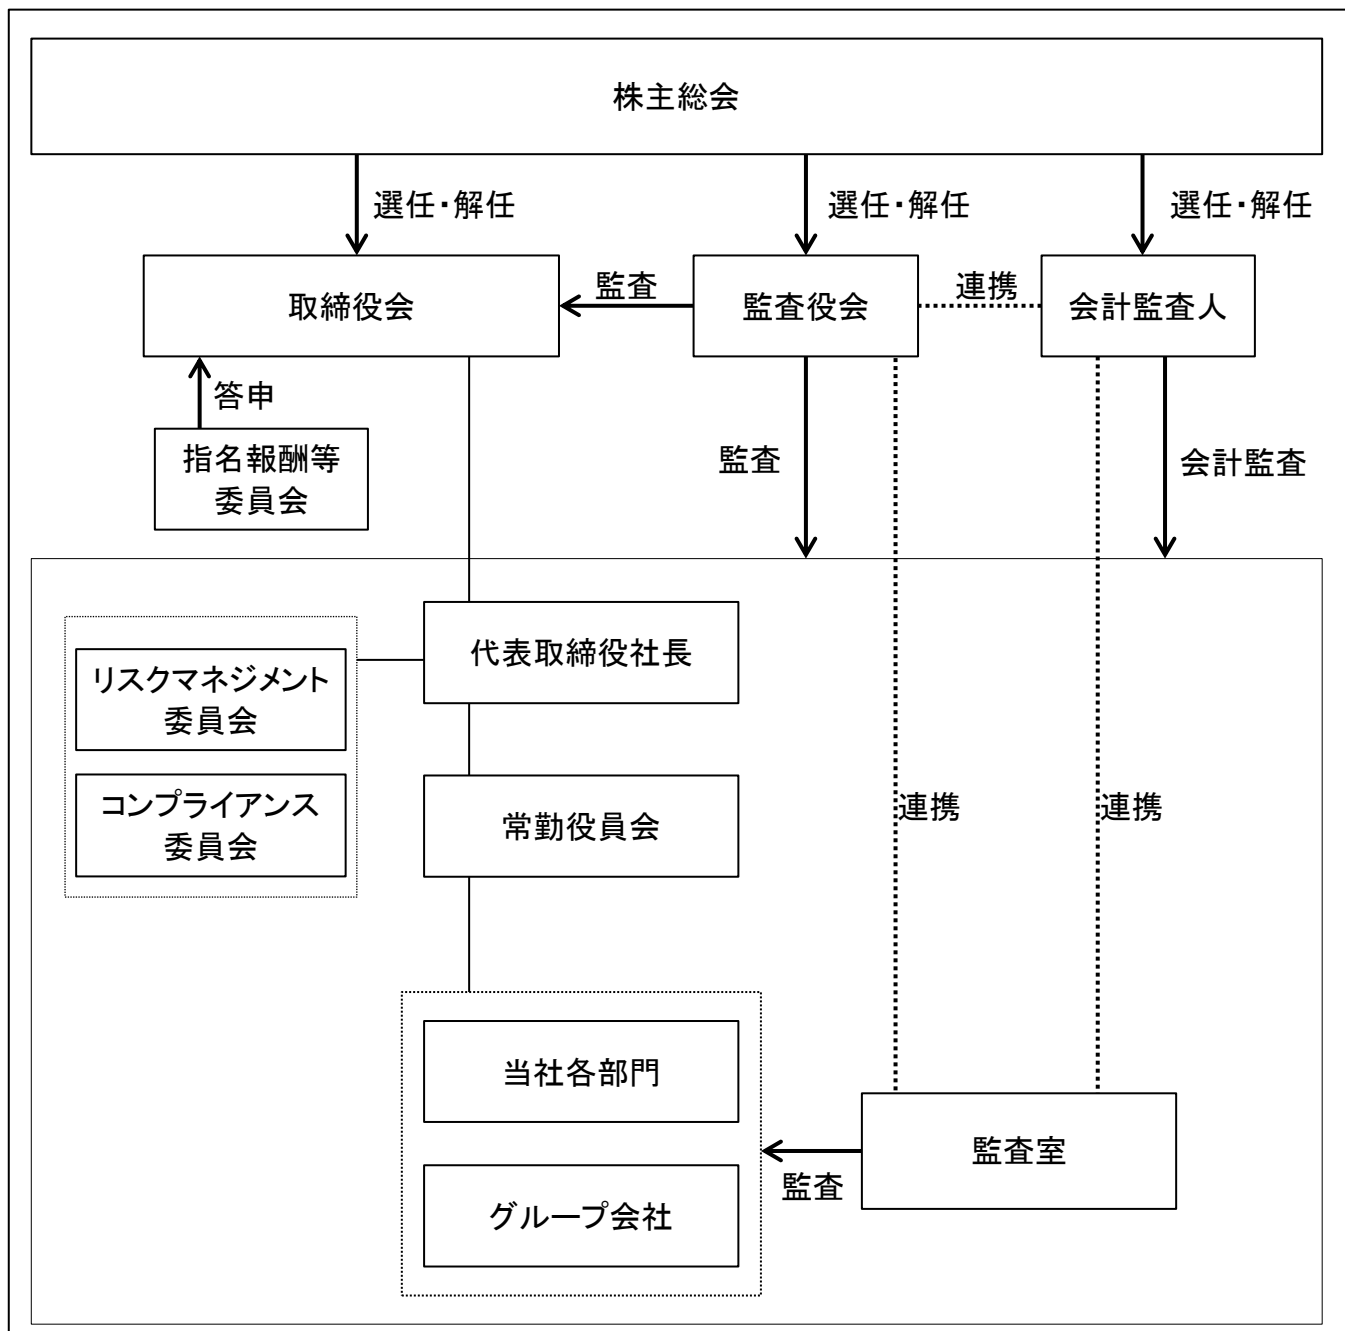 株主総会
選任・解任
選任・解任
選任・解任
取締役会
監査
監査役会
連携
会計監査人
答申
指名報酬等
委員会
監査
会計監査
代表取締役社長
リスクマネジメント
委員会
コンプライアンス
委員会
常勤役員会
連携
連携
当社各部門
監査室
監査
グループ会社